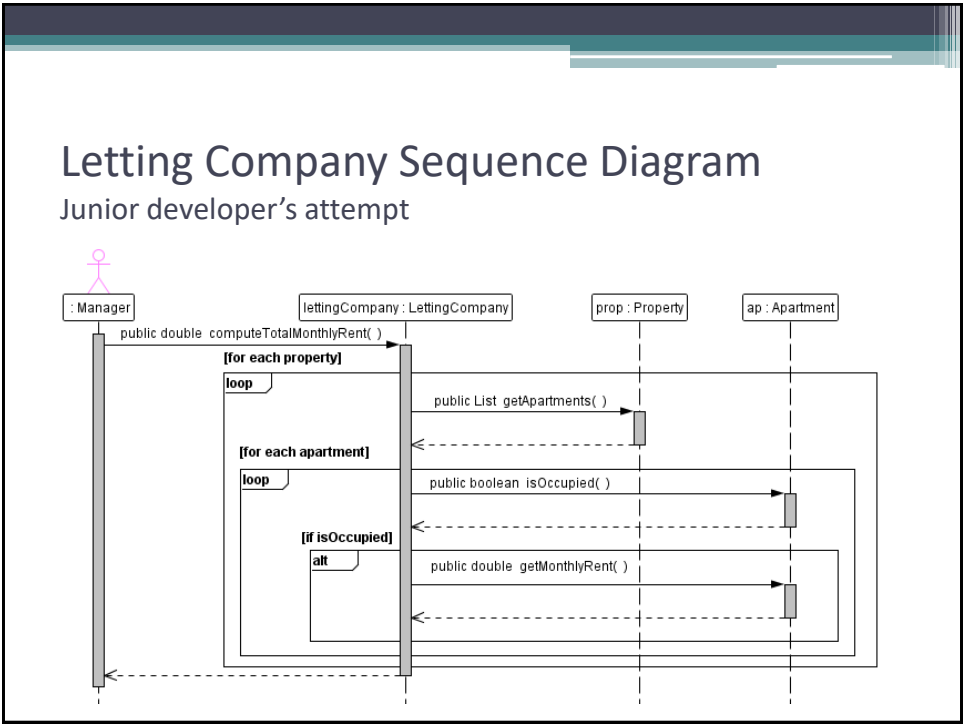 Letting Company Sequence Diagram
Junior developer's attempt
: Manager
lettingCompany : LettingCompany
prop : Property
ap : Apartment
public double computeTotalMonthlyRent( )
[for each property]
loop
public List getApartments( )
[for each apartment]
loop
public boolean isOccupied( )
[if isOccupied]
alt
public double getMonthlyRent( )